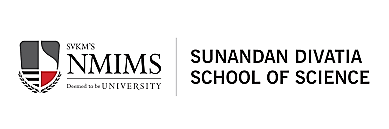 SVKM'S
NMIMS
Deemed to be UNIVERSITY
SUNANDAN DIVATIA
SCHOOL OF SCIENCE